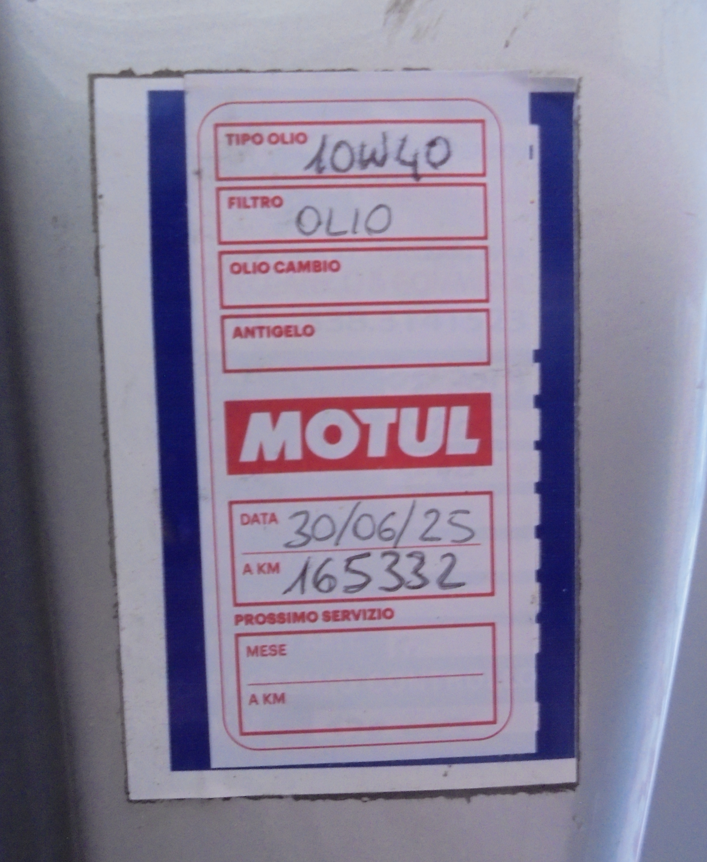 TIPO OLIO 10W40
FILTRO OLIO
OLIO CAMBIO
ANTIGELO
MOTUL
DATA 30/06/25
A KM 165332
PROSSIMO SERVIZIO
MESE
A KM